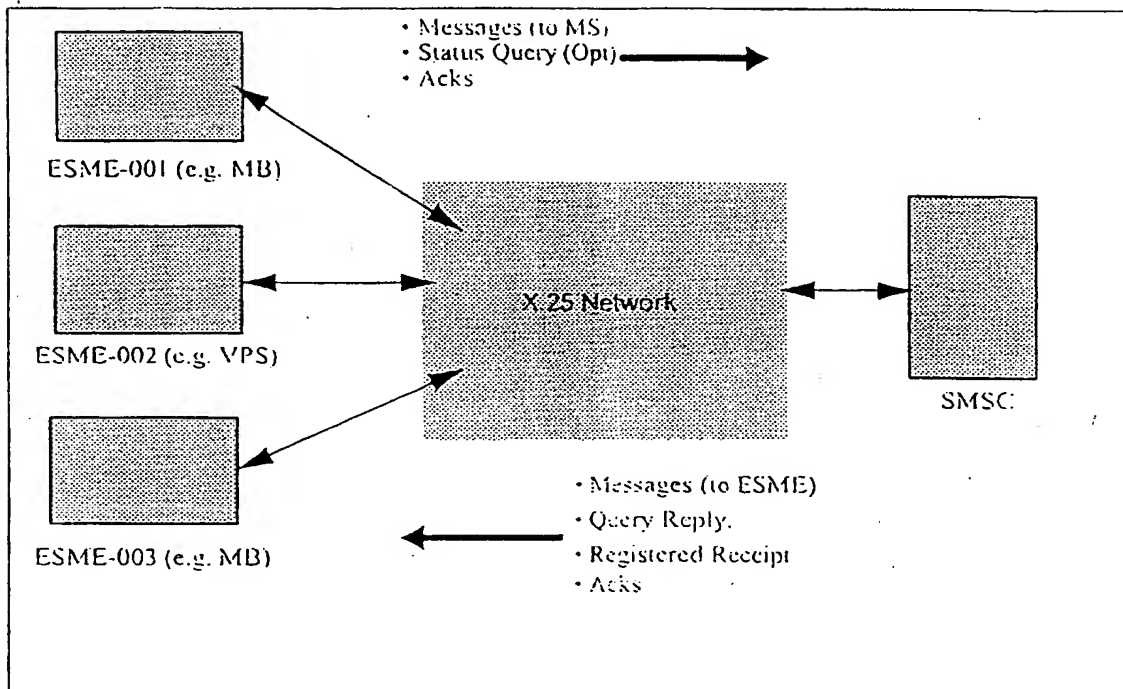 • Messages (to MS)
• Status Query (Opt)
• Acks
ESME-001 (e.g. MB)
ESME-002 (e.g. VPS)
X.25 Network
SMSC
ESME-003 (e.g. MB)
• Messages (to ESME)
• Query Reply.
• Registered Receipt
• Acks